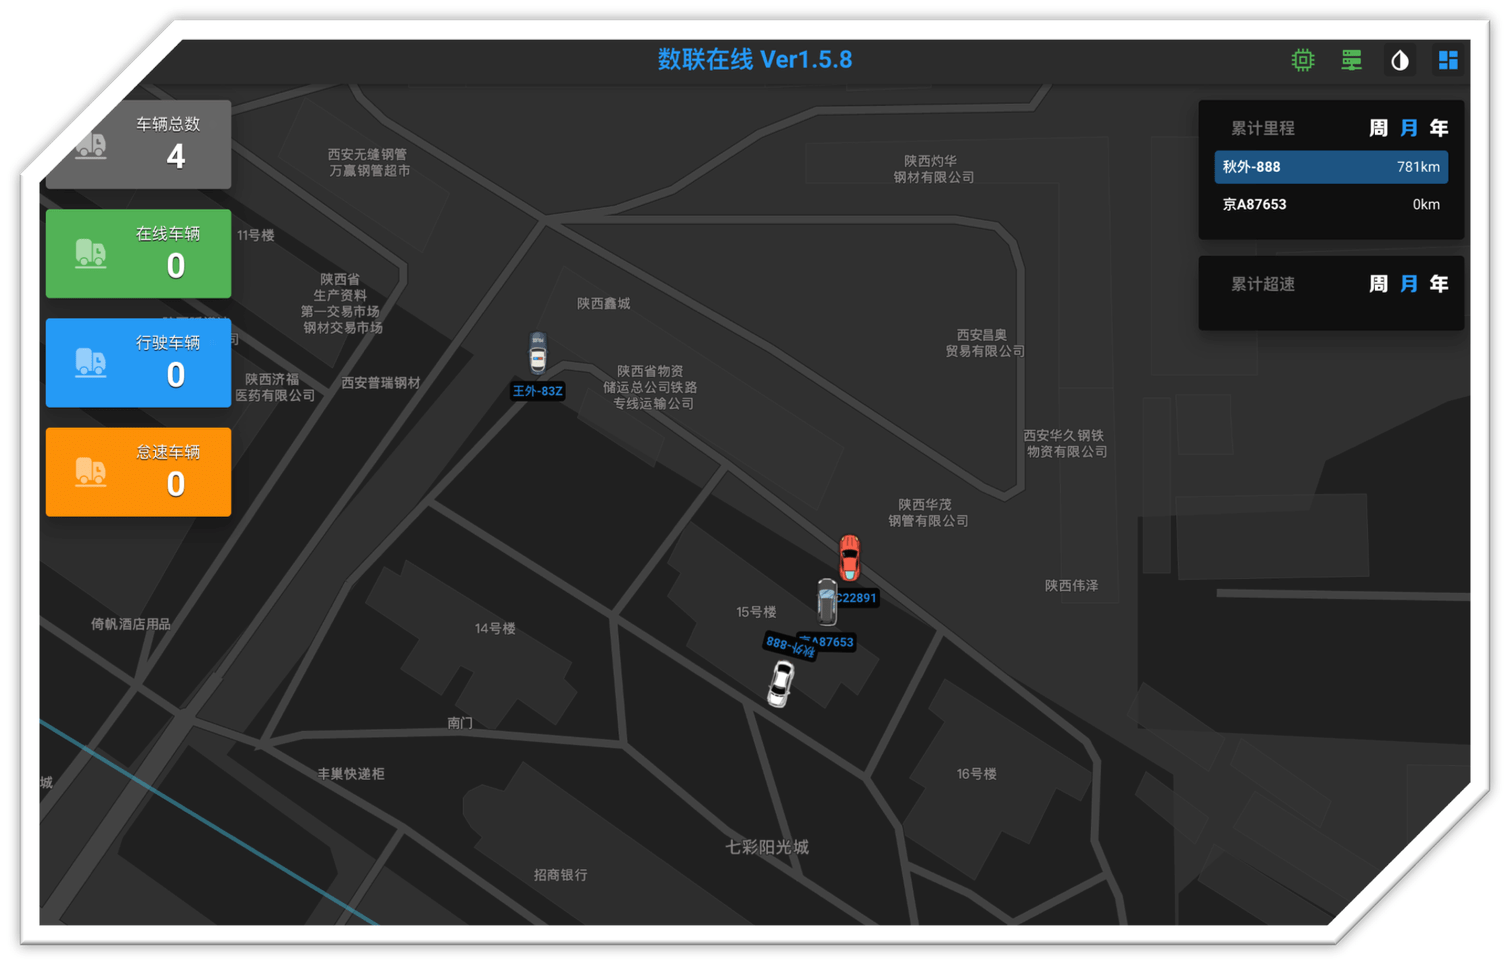 数联在线 Ver1.5.8
车辆总数
4
在线车辆
0
行驶车辆
0
怠速车辆
0
累计里程
周 月 年
秋外-888
781km
京A87653
0km
累计超速
周 月 年
西安无缝钢管
万赢钢管超市
陕西灼华
钢材有限公司
11号楼
陕西省
生产资料
第一交易市场
钢材交易市场
陕西鑫城
西安昌奥
贸易有限公司
司
陕西济福
医药有限公司
西安普瑞钢材
王外-83Z
陕西省物资
储运总公司铁路
专线运输公司
西安华久钢铁
物资有限公司
陕西华茂
钢管有限公司
陕西伟泽
C22891
15号楼
京A87653
秋外-888
倚帆酒店用品
14号楼
南门
丰巢快递柜
16号楼
城
七彩阳光城
招商银行